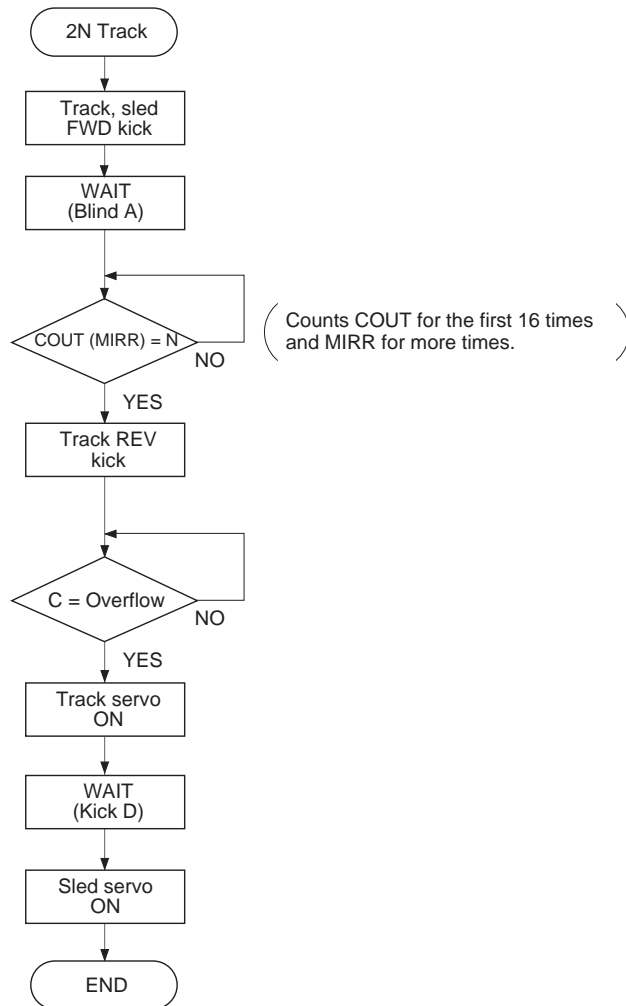 2N Track
Track, sled
FWD kick
WAIT
(Blind A)
COUT (MIRR) = N
NO
Counts COUT for the first 16 times
and MIRR for more times.
YES
Track REV
kick
C = Overflow
NO
YES
Track servo
ON
WAIT
(Kick D)
Sled servo
ON
END